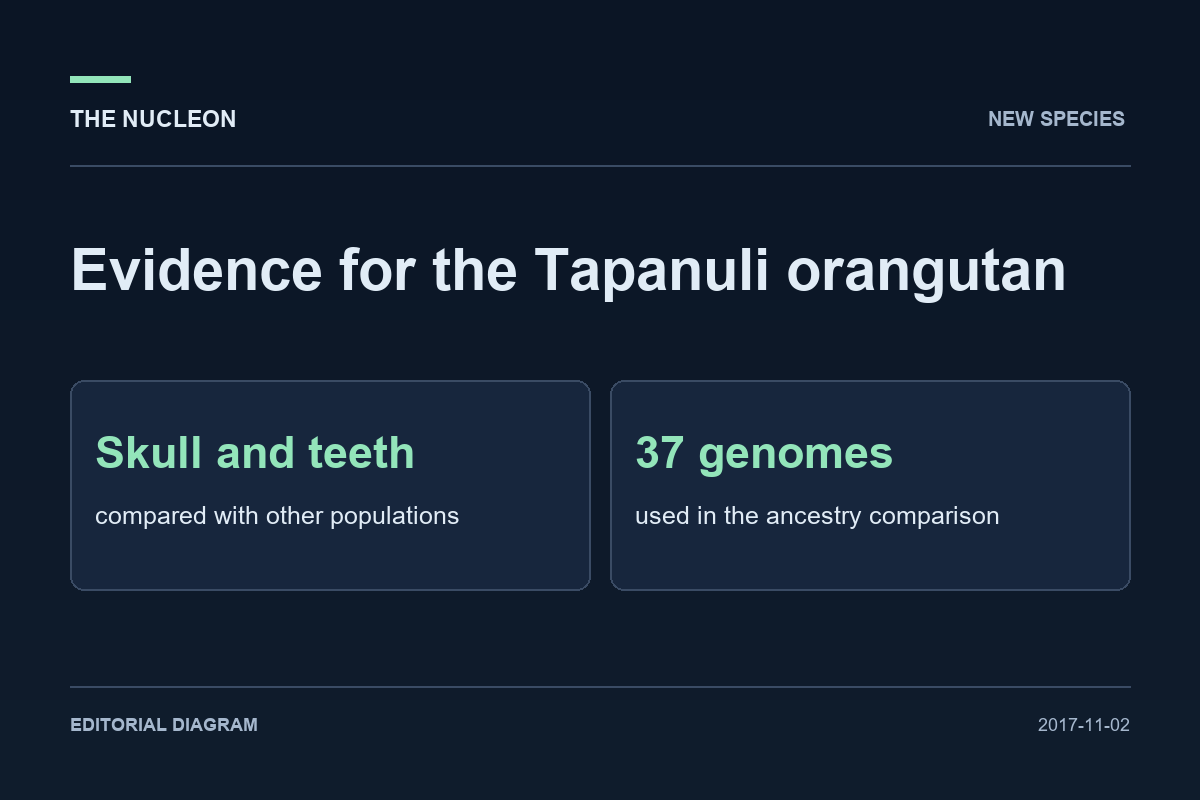 THE NUCLEON
NEW SPECIES
Evidence for the Tapanuli orangutan
Skull and teeth
compared with other populations
37 genomes
used in the ancestry comparison
EDITORIAL DIAGRAM
2017-11-02